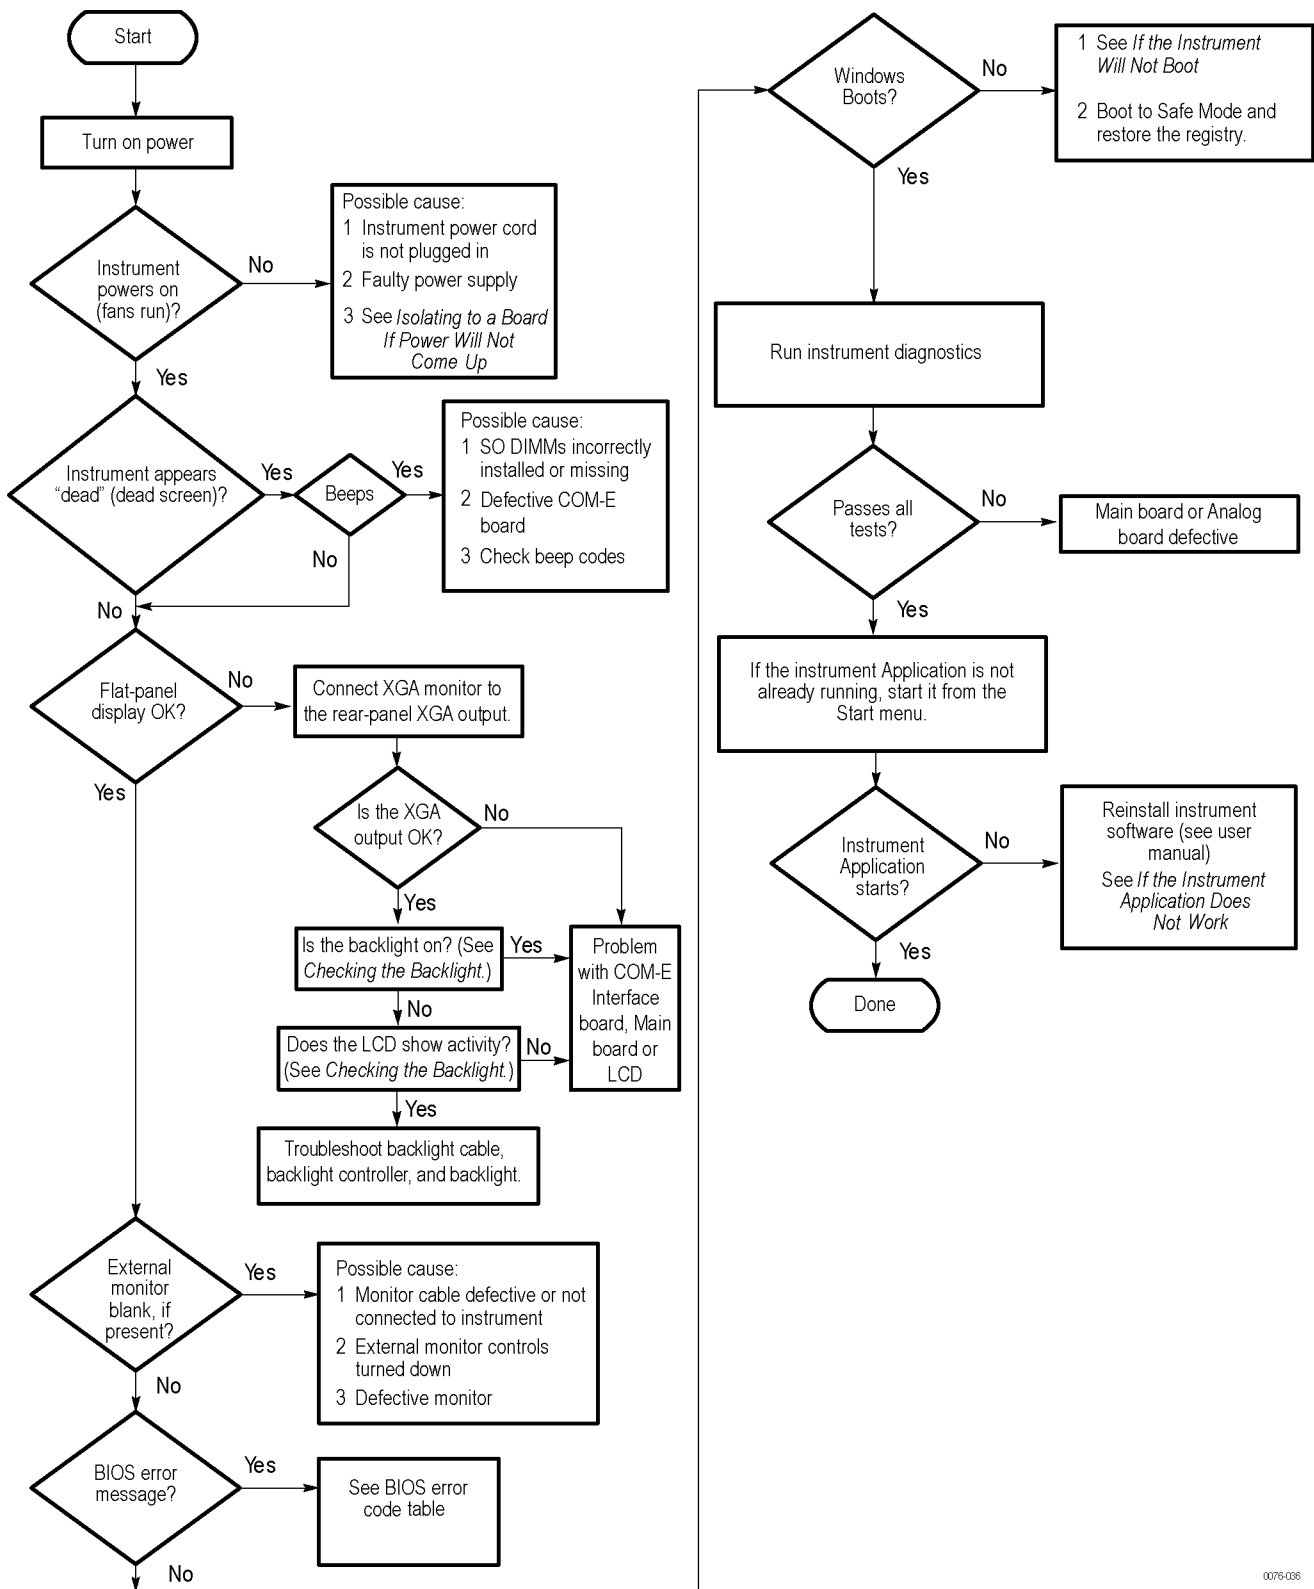 Start
Turn on power
Instrument
powers on
(fans run)?
No
Possible cause:
1 Instrument power cord
is not plugged in
2 Faulty power supply
3 See Isolating to a Board
If Power Will Not
Come Up
Yes
Instrument appears
“dead” (dead screen)?
Yes
Beeps
Yes
Possible cause:
1 SO DIMMs incorrectly
installed or missing
2 Defective COM-E
board
3 Check beep codes
No
No
Flat-panel
display OK?
No
Connect XGA monitor to
the rear-panel XGA output.
Yes
Is the XGA
output OK?
No
Yes
Is the backlight on? (See
Checking the Backlight.)
Yes
Problem
with COM-E
Interface
board, Main
board or
LCD
No
Does the LCD show activity?
(See Checking the Backlight.)
No
Yes
Troubleshoot backlight cable,
backlight controller, and backlight.
External
monitor
blank, if
present?
Yes
Possible cause:
1 Monitor cable defective or not
connected to instrument
2 External monitor controls
turned down
3 Defective monitor
No
BIOS error
message?
Yes
See BIOS error
code table
No
Windows
Boots?
No
1 See If the Instrument
Will Not Boot
2 Boot to Safe Mode and
restore the registry.
Yes
Run instrument diagnostics
Passes all
tests?
No
Main board or Analog
board defective
Yes
If the instrument Application is not
already running, start it from the
Start menu.
Instrument
Application
starts?
No
Reinstall instrument
software (see user
manual)
See If the Instrument
Application Does
Not Work
Yes
Done
0076-036